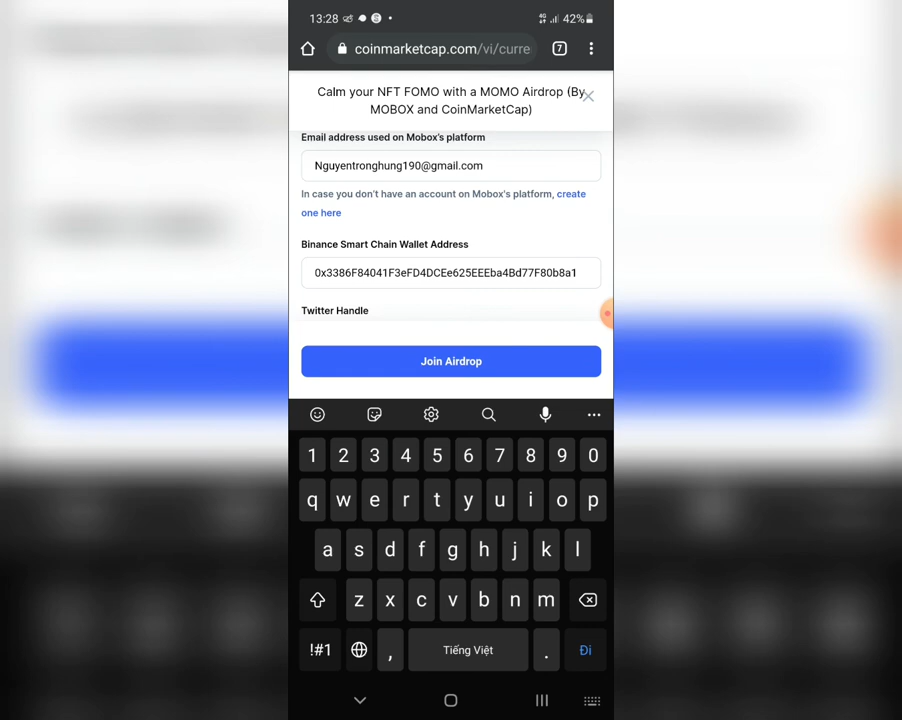 13:28
4G 42%
coinmarketcap.com/vi/curre
7
Calm your NFT FOMO with a MOMO Airdrop (By
MOBOX and CoinMarketCap)
Email address used on Mobox's platform
Nguyentronghung190@gmail.com
In case you don't have an account on Mobox's platform, create
one here
Binance Smart Chain Wallet Address
0x3386F84041F3eFD4DCEe625EEEba4Bd77F80b8a1
Twitter Handle
Join Airdrop
1 2 3 4 5 6 7 8 9 0
q w e r t y u i o p
a s d f g h j k l
z x c v b n m
!#1 , Tiếng Việt . Đi